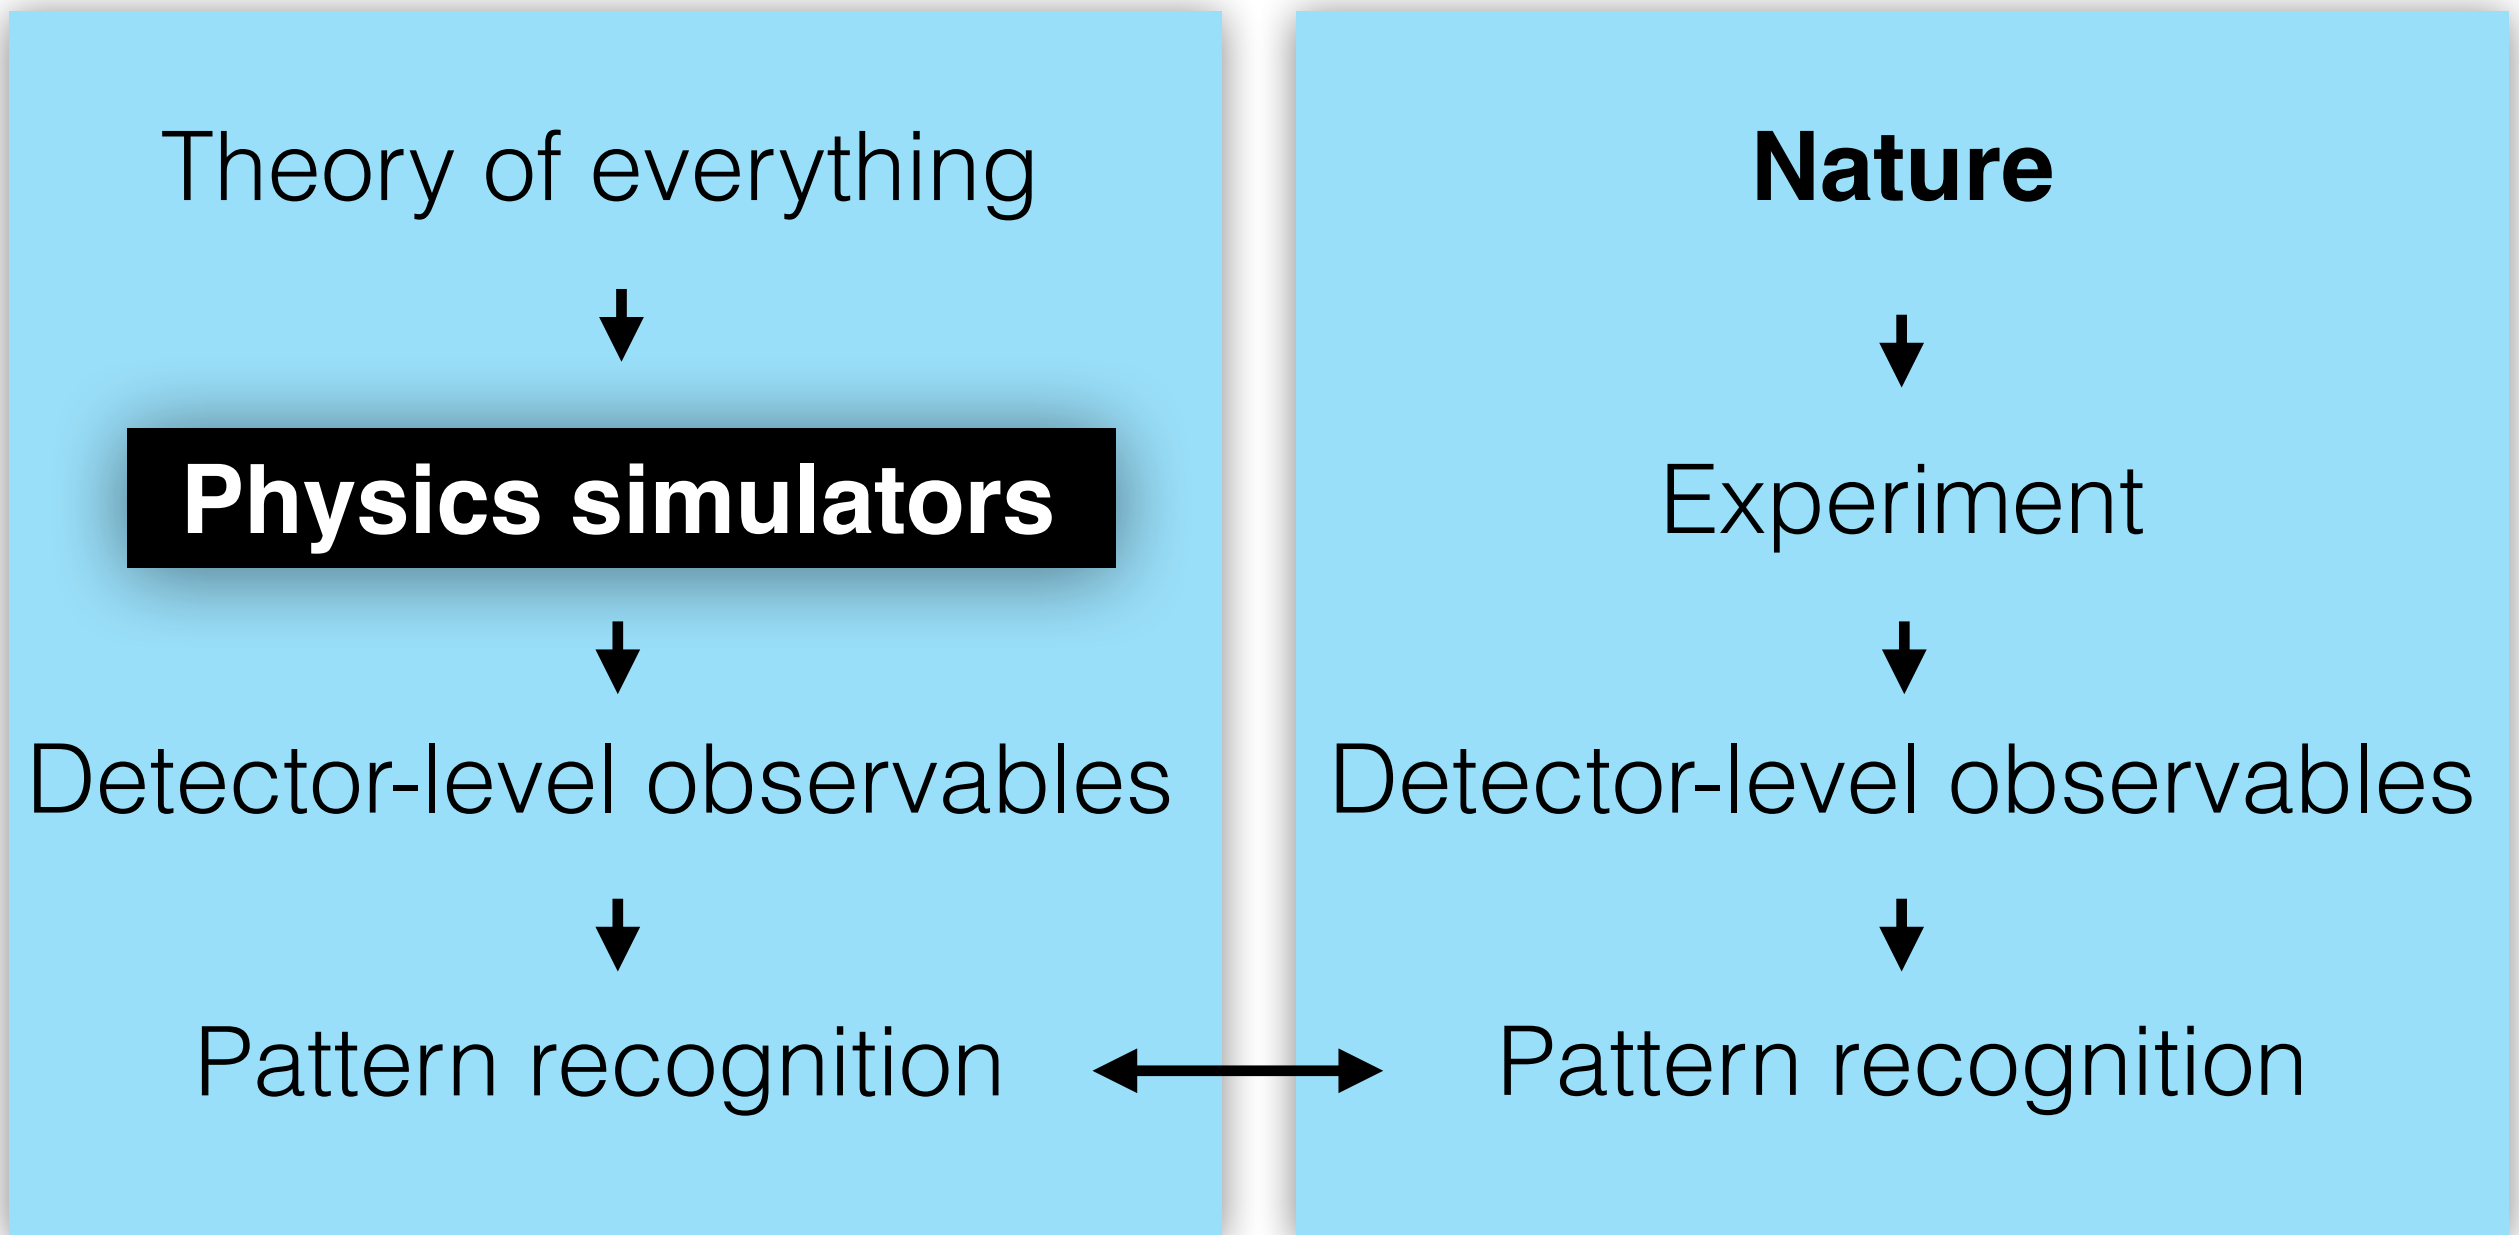 Theory of everything
Physics simulators
Detector-level observables
Pattern recognition
Nature
Experiment
Detector-level observables
Pattern recognition